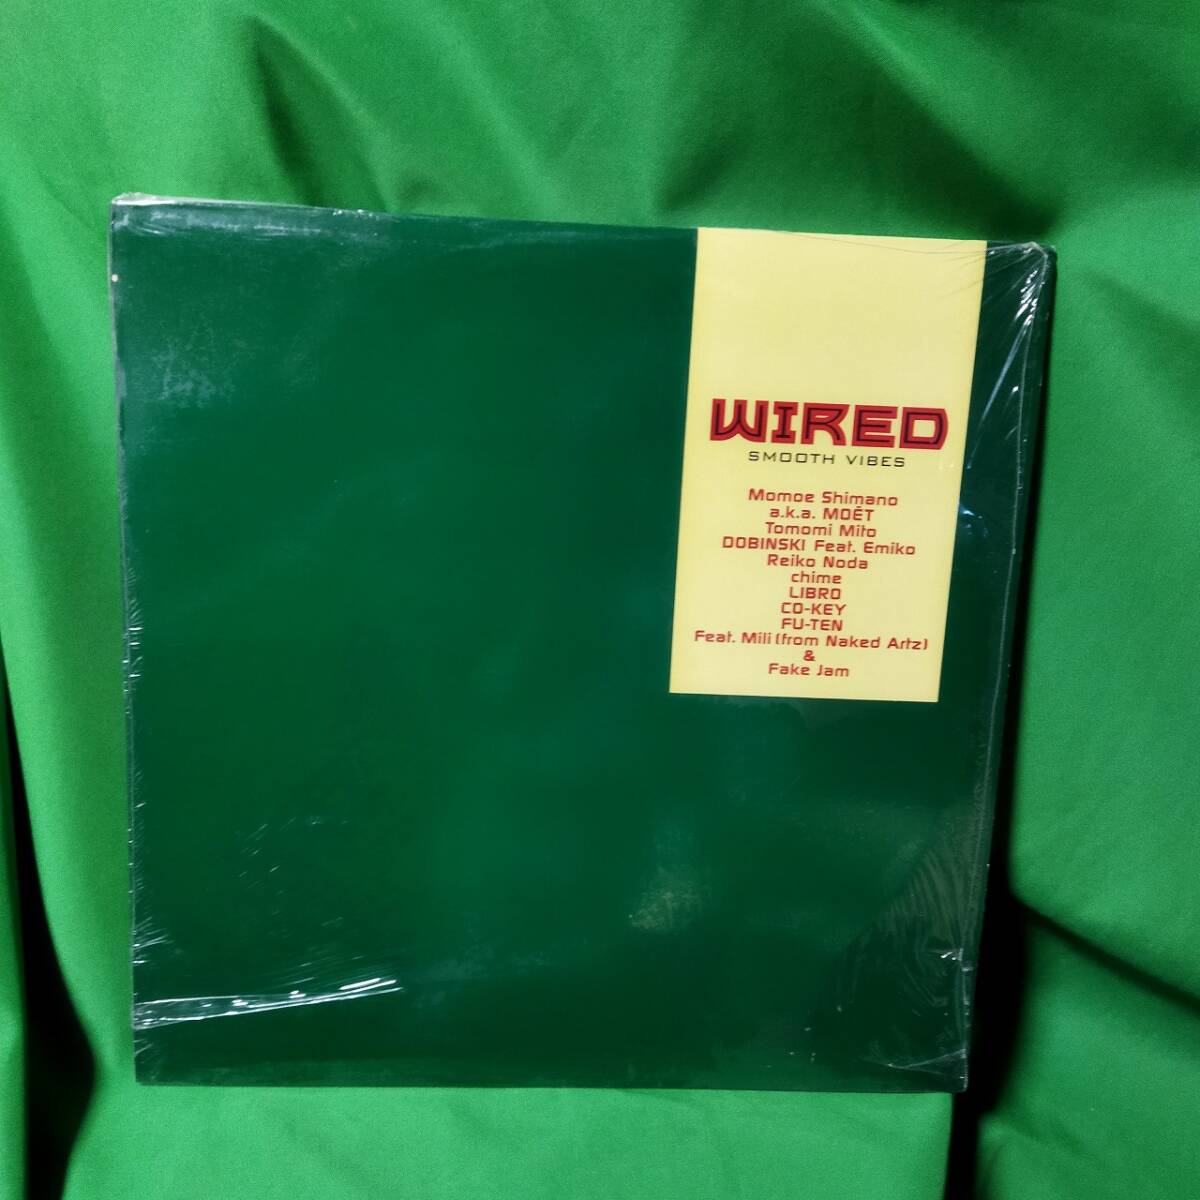 WIRED
SMOOTH VIBES
Momoe Shimano
a.k.a. MOËT
Tomomi Mito
DOBINSKI Feat. Emiko
Reiko Noda
chime
LIBRO
CO-KEY
FU-TEN
Feat. Mili (from Naked Artz)
&
Fake Jam